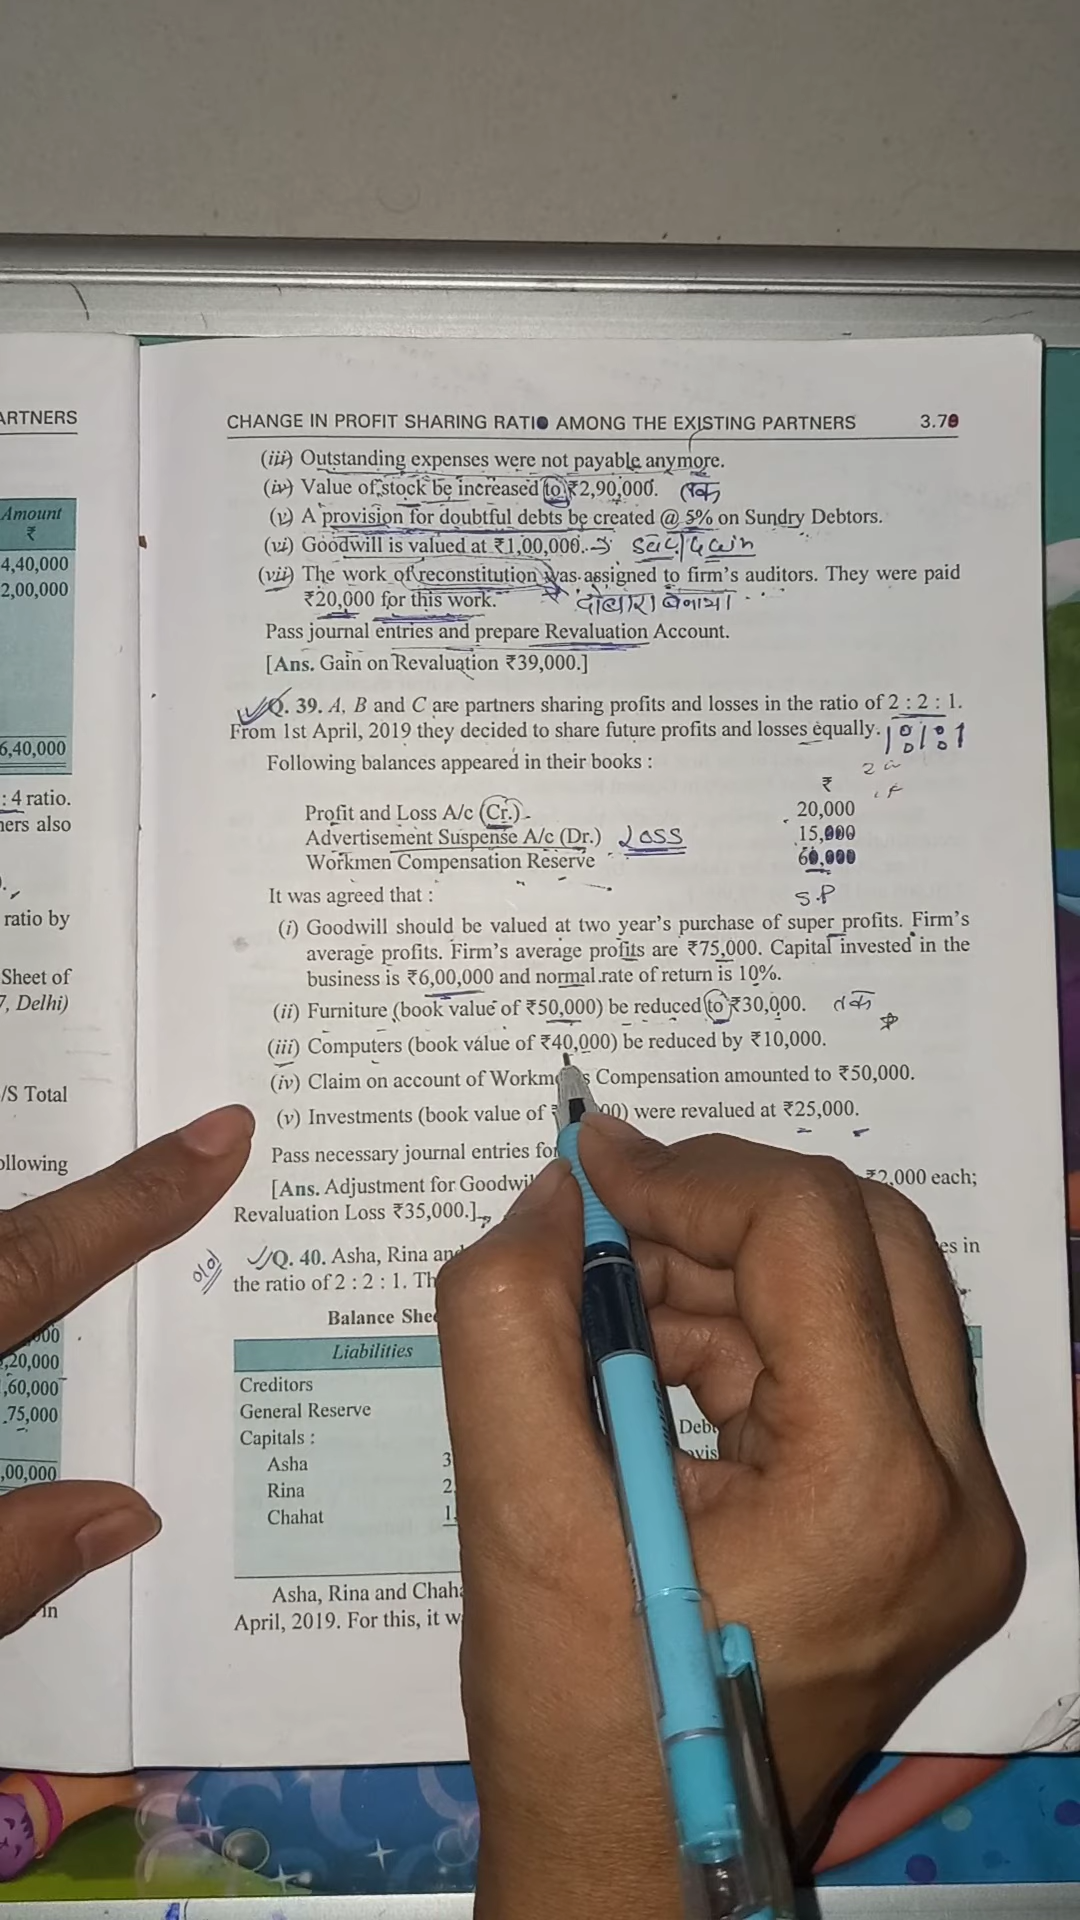 ARTNERS
Amount
₹
4,40,000
2,00,000
6,40,000
: 4 ratio.
ners also
ratio by
Sheet of
7, Delhi)
/S Total
ollowing
,20,000
,60,000
75,000
,00,000
in
CHANGE IN PROFIT SHARING RATIO AMONG THE EXISTING PARTNERS
(iii) Outstanding expenses were not payable anymore.
(iv) Value of stock be increased to ₹2,90,000. तक
(v) A provision for doubtful debts be created @ 5% on Sundry Debtors.
(vi) Goodwill is valued at ₹1,00,000.
(vii) The work of reconstitution was assigned to firm's auditors. They were paid
₹20,000 for this work. दोबारा बनाया
Pass journal entries and prepare Revaluation Account.
[Ans. Gain on Revaluation ₹39,000.]
Q. 39. A, B and C are partners sharing profits and losses in the ratio of 2 : 2 : 1.
From 1st April, 2019 they decided to share future profits and losses equally. 1:1:1
Following balances appeared in their books :
₹
Profit and Loss A/c (Cr.) 20,000
Advertisement Suspense A/c (Dr.) LOSS 15,000
Workmen Compensation Reserve 60,000
It was agreed that : S.P
(i) Goodwill should be valued at two year's purchase of super profits. Firm's
average profits. Firm's average profits are ₹75,000. Capital invested in the
business is ₹6,00,000 and normal rate of return is 10%.
(ii) Furniture (book value of ₹50,000) be reduced to ₹30,000. तक
(iii) Computers (book value of ₹40,000) be reduced by ₹10,000.
(iv) Claim on account of Compensation amounted to ₹50,000.
(v) Investments (book value of were revalued at ₹25,000.
Pass necessary journal entries
[Ans. Adjustment for ₹2,000 each;
Revaluation Loss ₹35,000.]
Q. 40. Asha, Rina in
the ratio of 2 : 2 : 1.
Balance
Liabilities
Creditors
General Reserve
Capitals :
Asha
Rina
Chahat
Asha, Rina and
April, 2019. For this, it